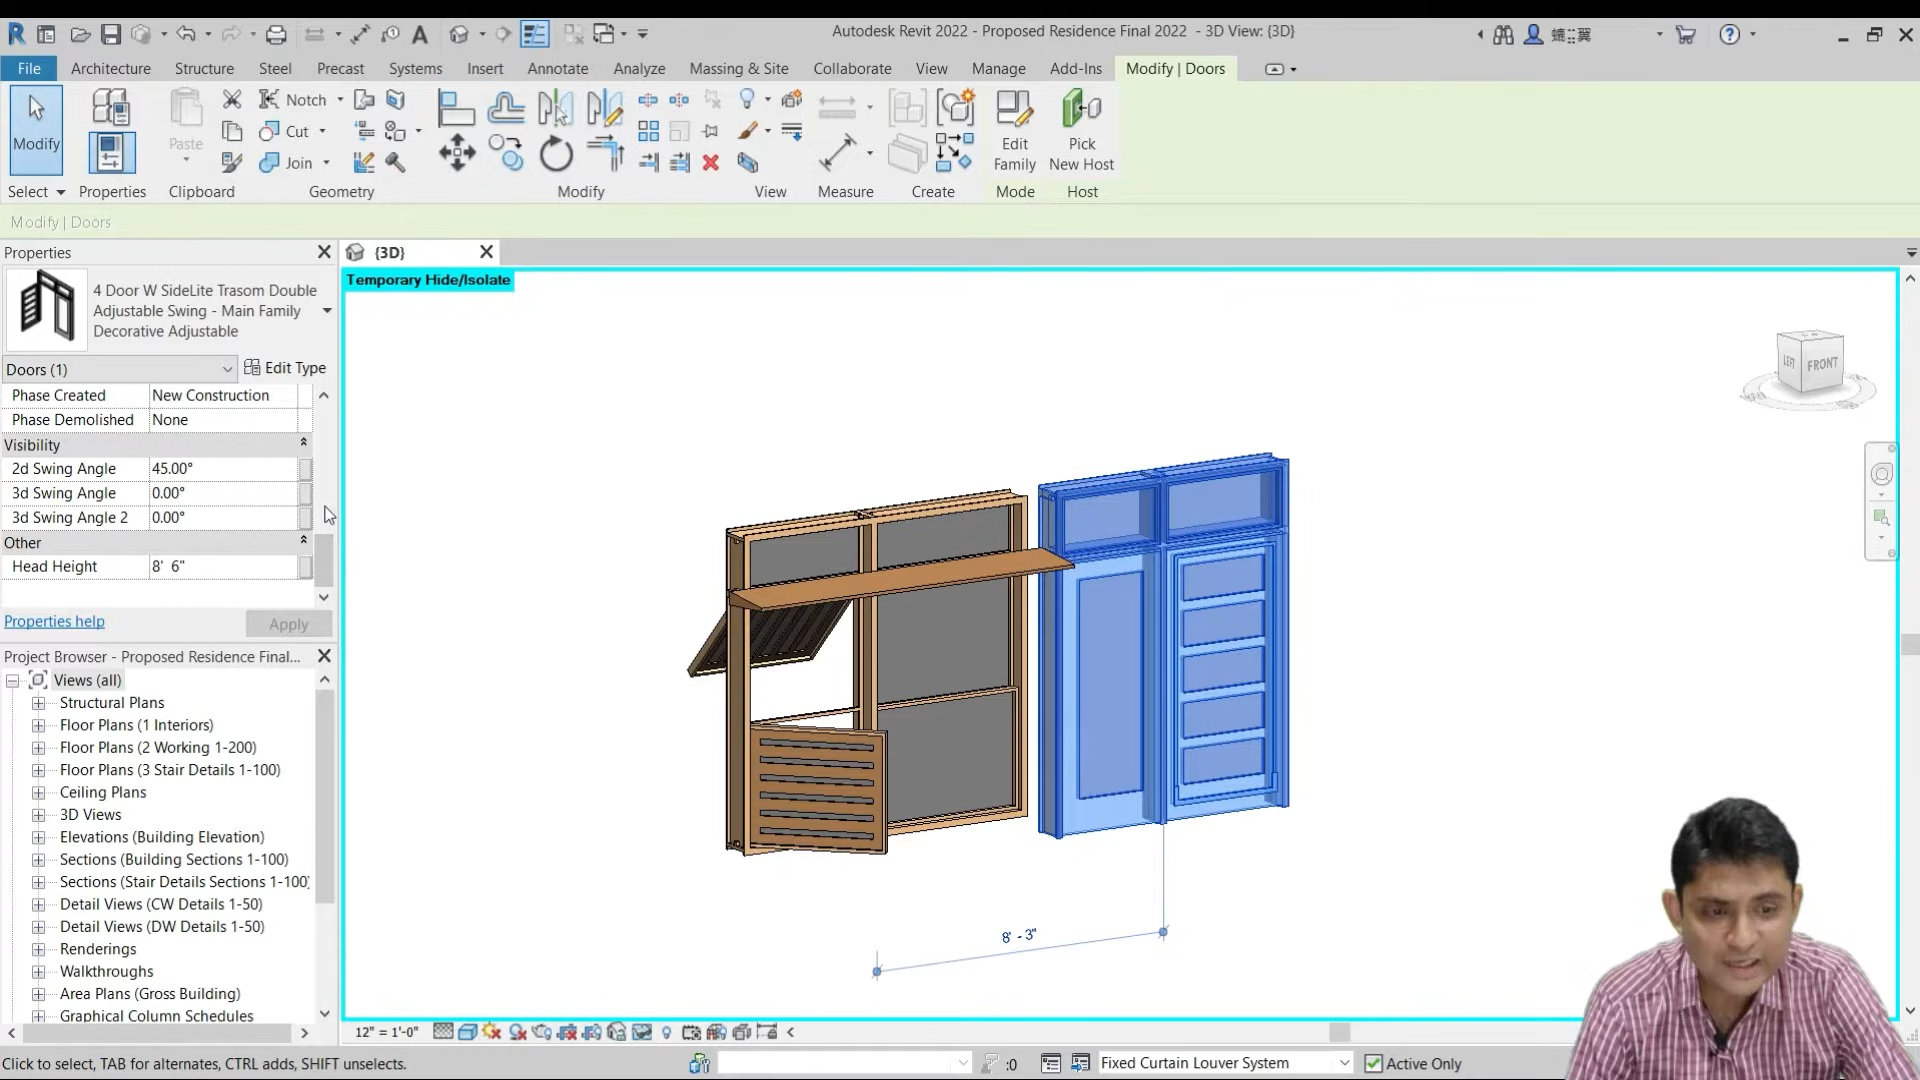 Autodesk Revit 2022 - Proposed Residence Final 2022 - 3D View: {3D}
File Architecture Structure Steel Precast Systems Insert Annotate Analyze Massing & Site Collaborate View Manage Add-Ins Modify | Doors
Modify
Paste
Notch
Cut
Join
Edit Family
Pick New Host
Select Properties Clipboard Geometry Modify View Measure Create Mode Host
Modify | Doors
Properties
{3D}
Temporary Hide/Isolate
4 Door W SideLite Trasom Double
Adjustable Swing - Main Family
Decorative Adjustable
Doors (1) Edit Type
Phase Created New Construction
Phase Demolished None
Visibility
2d Swing Angle 45.00°
3d Swing Angle 0.00°
3d Swing Angle 2 0.00°
Other
Head Height 8' 6"
Properties help Apply
Project Browser - Proposed Residence Final...
Views (all)
Structural Plans
Floor Plans (1 Interiors)
Floor Plans (2 Working 1-200)
Floor Plans (3 Stair Details 1-100)
Ceiling Plans
3D Views
Elevations (Building Elevation)
Sections (Building Sections 1-100)
Sections (Stair Details Sections 1-100)
Detail Views (CW Details 1-50)
Detail Views (DW Details 1-50)
Renderings
Walkthroughs
Area Plans (Gross Building)
Graphical Column Schedules
LEFT FRONT
8' - 3"
12" = 1'-0"
Click to select, TAB for alternates, CTRL adds, SHIFT unselects.
:0
Fixed Curtain Louver System
Active Only